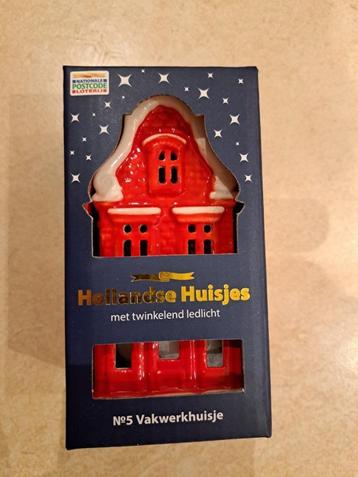 NATIONALE
POSTCODE
LOTERIJ
Hollandse Huisjes
met twinkelend ledlicht
Nº5 Vakwerkhuisje